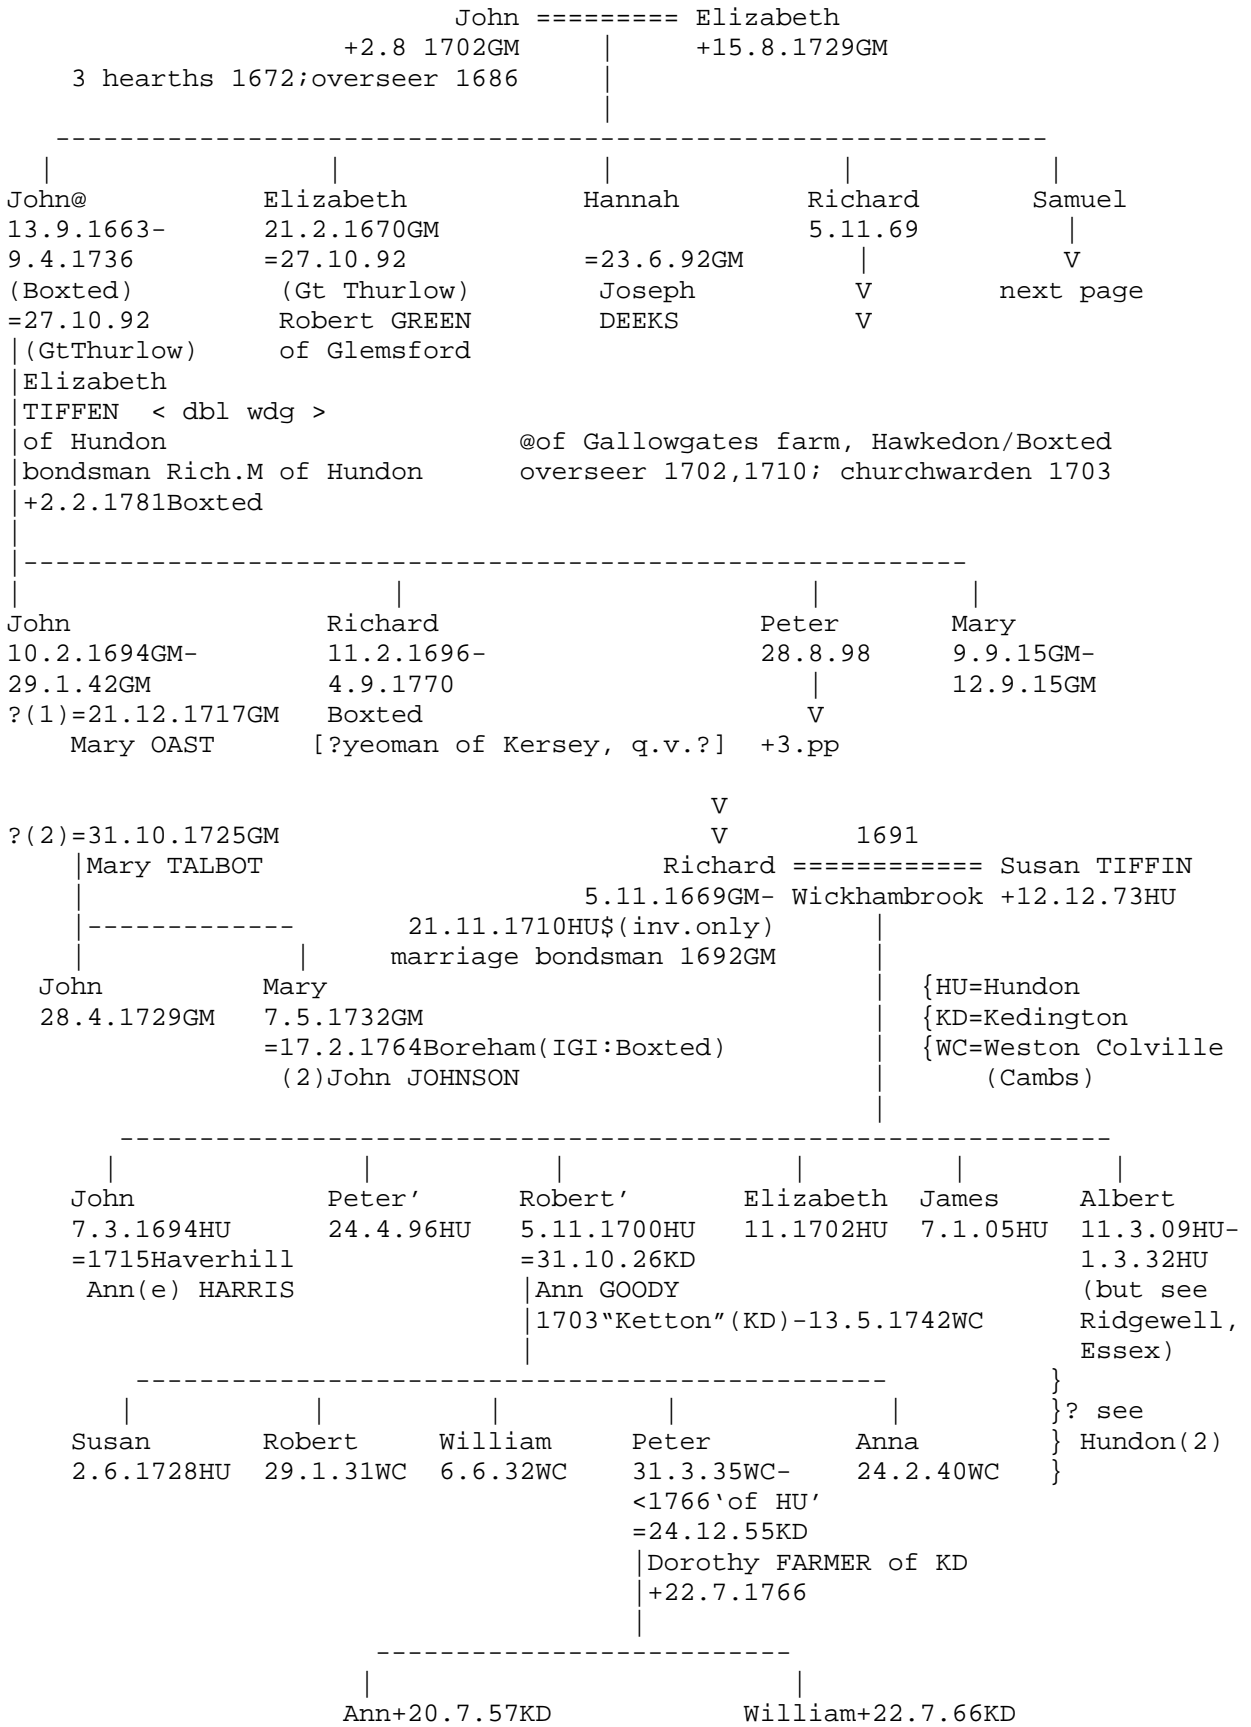 John ========= Elizabeth
+2.8 1702GM | +15.8.1729GM
3 hearths 1672;overseer 1686 |
|
--------------------------------------------------------------
| | | | |
John@ Elizabeth Hannah Richard Samuel
13.9.1663- 21.2.1670GM 5.11.69 |
9.4.1736 =27.10.92 =23.6.92GM | V
(Boxted) (Gt Thurlow) Joseph V next page
=27.10.92 Robert GREEN DEEKS V
|(GtThurlow) of Glemsford
|Elizabeth
|TIFFEN < dbl wdg >
|of Hundon @of Gallowgates farm, Hawkedon/Boxted
|bondsman Rich.M of Hundon overseer 1702,1710; churchwarden 1703
|+2.2.1781Boxted
|
|-----------------------------------------------------------
| | | |
John Richard Peter Mary
10.2.1694GM- 11.2.1696- 28.8.98 9.9.15GM-
29.1.42GM 4.9.1770 | 12.9.15GM
?(1)=21.12.1717GM Boxted V
Mary OAST [?yeoman of Kersey, q.v.?] +3.pp
V
?(2)=31.10.1725GM V 1691
|Mary TALBOT Richard ============ Susan TIFFIN
| 5.11.1669GM- Wickhambrook +12.12.73HU
|------------- 21.11.1710HU$(inv.only) |
| | marriage bondsman 1692GM |
John Mary | {HU=Hundon
28.4.1729GM 7.5.1732GM | {KD=Kedington
=17.2.1764Boreham(IGI:Boxted) | {WC=Weston Colville
(2)John JOHNSON | (Cambs)
|
--------------------------------------------------------------
| | | | | |
John Peter’ Robert’ Elizabeth James Albert
7.3.1694HU 24.4.96HU 5.11.1700HU 11.1702HU 7.1.05HU 11.3.09HU-
=1715Haverhill =31.10.26KD 1.3.32HU
Ann(e) HARRIS |Ann GOODY (but see
|1703“Ketton”(KD)-13.5.1742WC Ridgewell,
| Essex)
----------------------------------------------- }
| | | | | }? see
Susan Robert William Peter Anna } Hundon(2)
2.6.1728HU 29.1.31WC 6.6.32WC 31.3.35WC- 24.2.40WC }
<1766‘of HU’
=24.12.55KD
|Dorothy FARMER of KD
|+22.7.1766
|
--------------------------
| |
Ann+20.7.57KD William+22.7.66KD